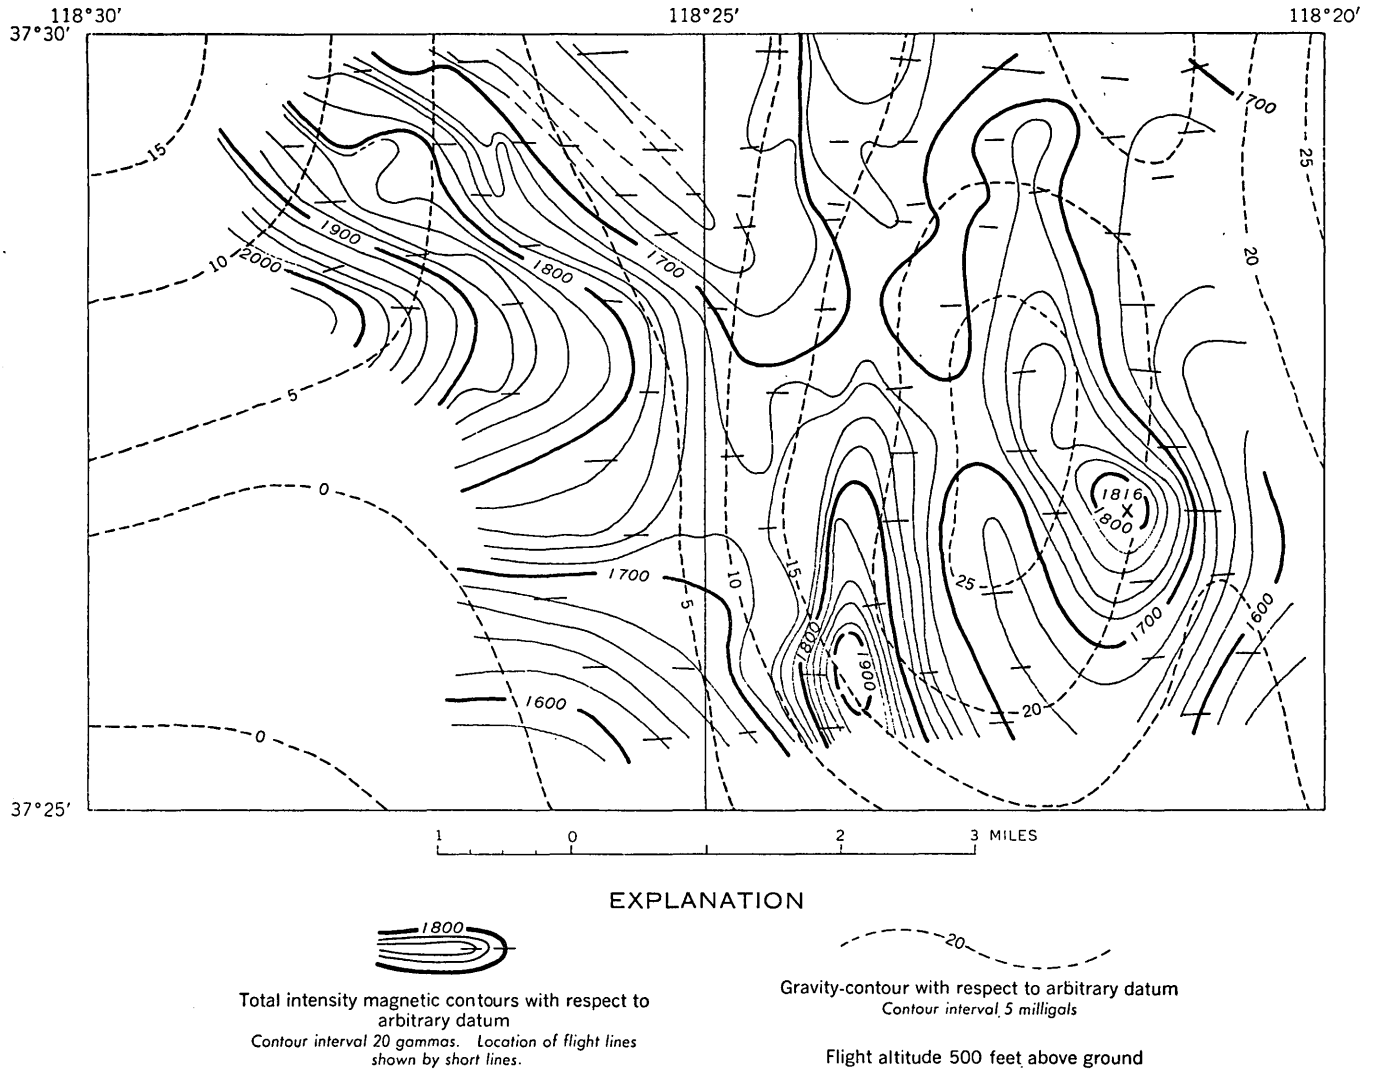 118°30′ 118°25′ 118°20′
37°30′
1700
15
25
1900
1800
1700
20
10
2000
5
0
1816
1800
1700
10
15
25
5
1800
1700
1600
1900
1600
20
0
37°25′
1 0 2 3 MILES
EXPLANATION
1800
Total intensity magnetic contours with respect to
arbitrary datum
Contour interval 20 gammas. Location of flight lines
shown by short lines.
20
Gravity-contour with respect to arbitrary datum
Contour interval 5 milligals
Flight altitude 500 feet above ground